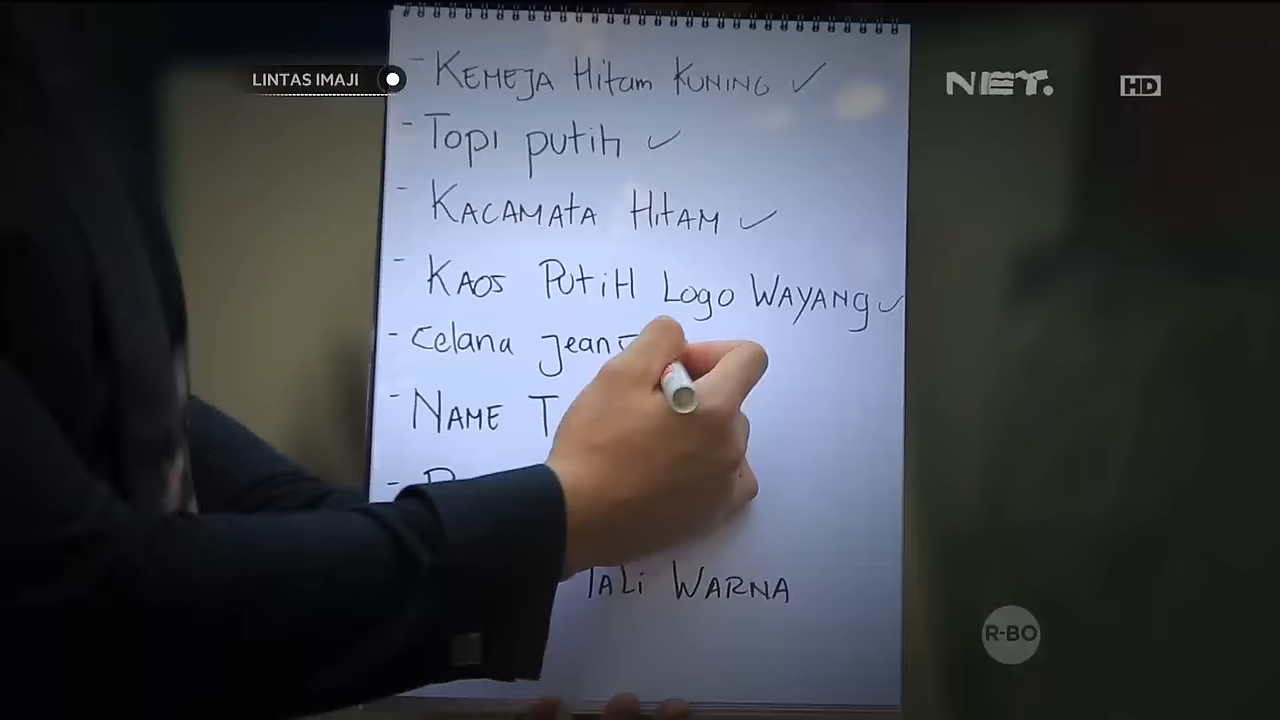 LINTAS IMAJI
NET.
HD
- KEMEJA Hitam KUNING ✓
- Topi putih ✓
- KACAMATA HitAM ✓
- KAOS PUTiH LOgO WAYANg ✓
- Celana jeans
- NAME
-
TALi WARNA
R-BO